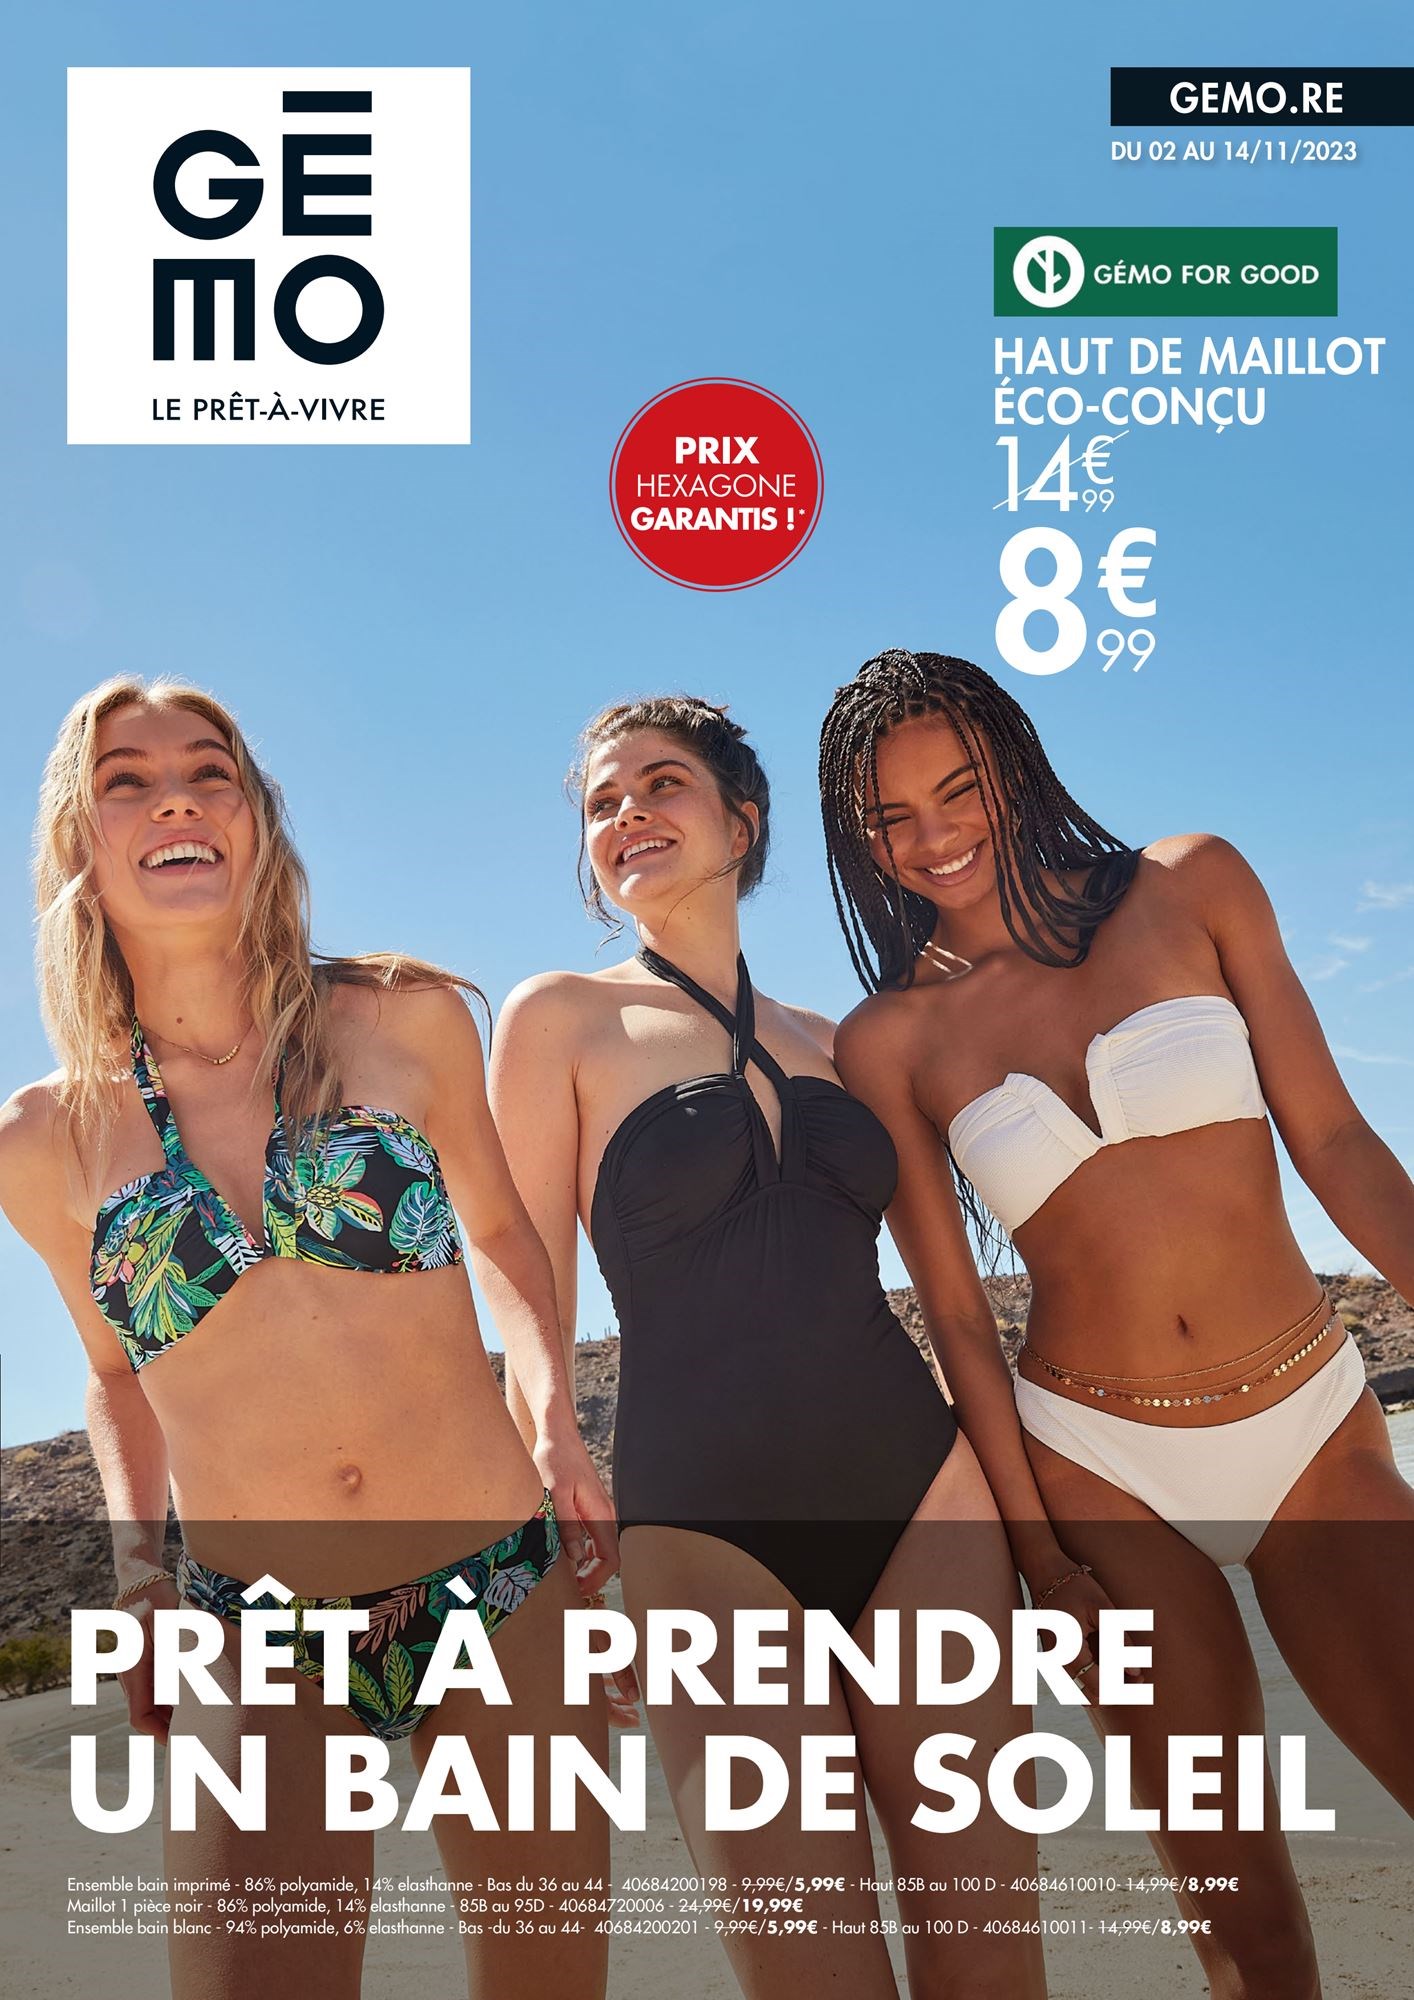 GEMO.RE
DU 02 AU 14/11/2023
GĒ
MO
LE PRÊT-À-VIVRE
GÉMO FOR GOOD
HAUT DE MAILLOT
ÉCO-CONÇU
14€99
8€99
PRIX
HEXAGONE
GARANTIS !*
PRÊT À PRENDRE
UN BAIN DE SOLEIL
Ensemble bain imprimé - 86% polyamide, 14% elasthanne - Bas du 36 au 44 - 40684200198 - 9,99€/5,99€ - Haut 85B au 100 D - 40684610010- 14,99€/8,99€
Maillot 1 pièce noir - 86% polyamide, 14% elasthanne - 85B au 95D - 40684720006 - 24,99€/19,99€
Ensemble bain blanc - 94% polyamide, 6% elasthanne - Bas -du 36 au 44- 40684200201 - 9,99€/5,99€ - Haut 85B au 100 D - 40684610011- 14,99€/8,99€